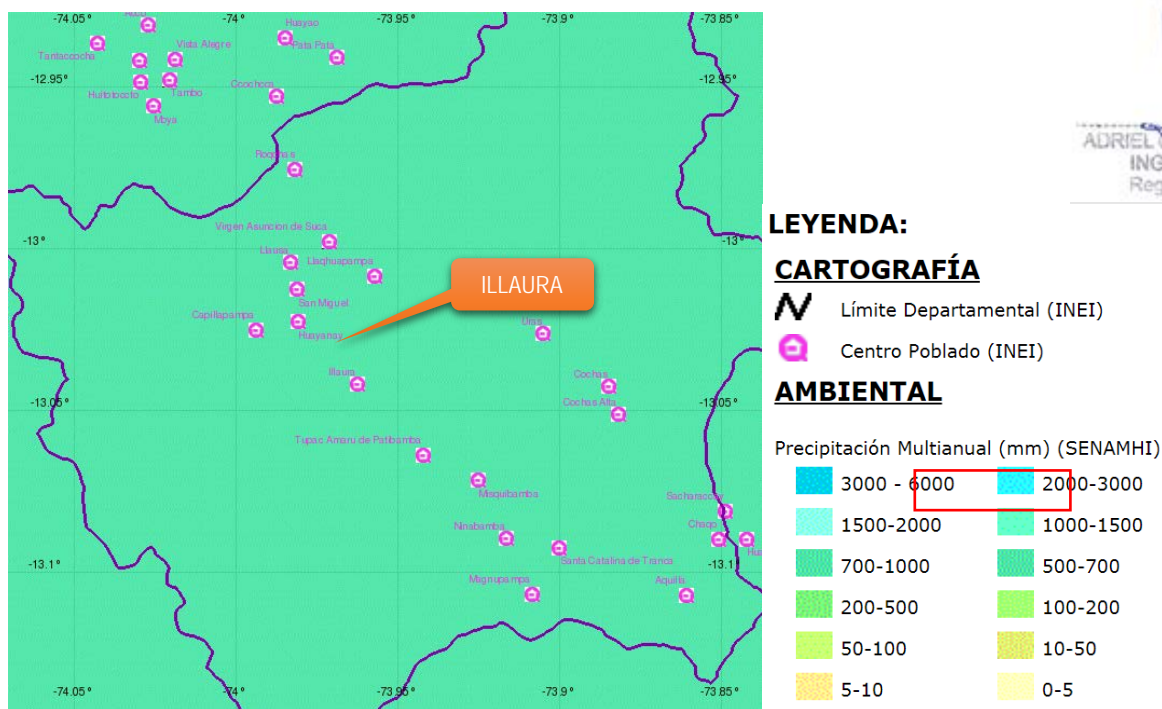 -74.05° -74° -73.95° -73.9° -73.85°
Huayao
Vista Alegre
Pata Pata
Tantaccocha
-12.95° -12.95°
Ccochcca
Huitotoccto
Tambo
Moya
Roqchas
Virgen Asuncion de Suca
-13° -13°
Llausa
Llaqhuapampa
ILLAURA
San Miguel
Capillapampa
Uras
Huayanay
Illaura
Cochas
-13.05° -13.05°
Cochas Alta
Tupac Amaru de Patibamba
Misquibamba
Sacharaccay
Ninabamba
Chaqo
Santa Catalina de Tranca
-13.1° -13.1°
Magnupampa
Aquilla
-74.05° -74° -73.95° -73.9° -73.85°
ADRIEL
ING
Reg
LEYENDA:
CARTOGRAFÍA
Límite Departamental (INEI)
Centro Poblado (INEI)
AMBIENTAL
Precipitación Multianual (mm) (SENAMHI)
3000 - 6000 2000-3000
1500-2000 1000-1500
700-1000 500-700
200-500 100-200
50-100 10-50
5-10 0-5